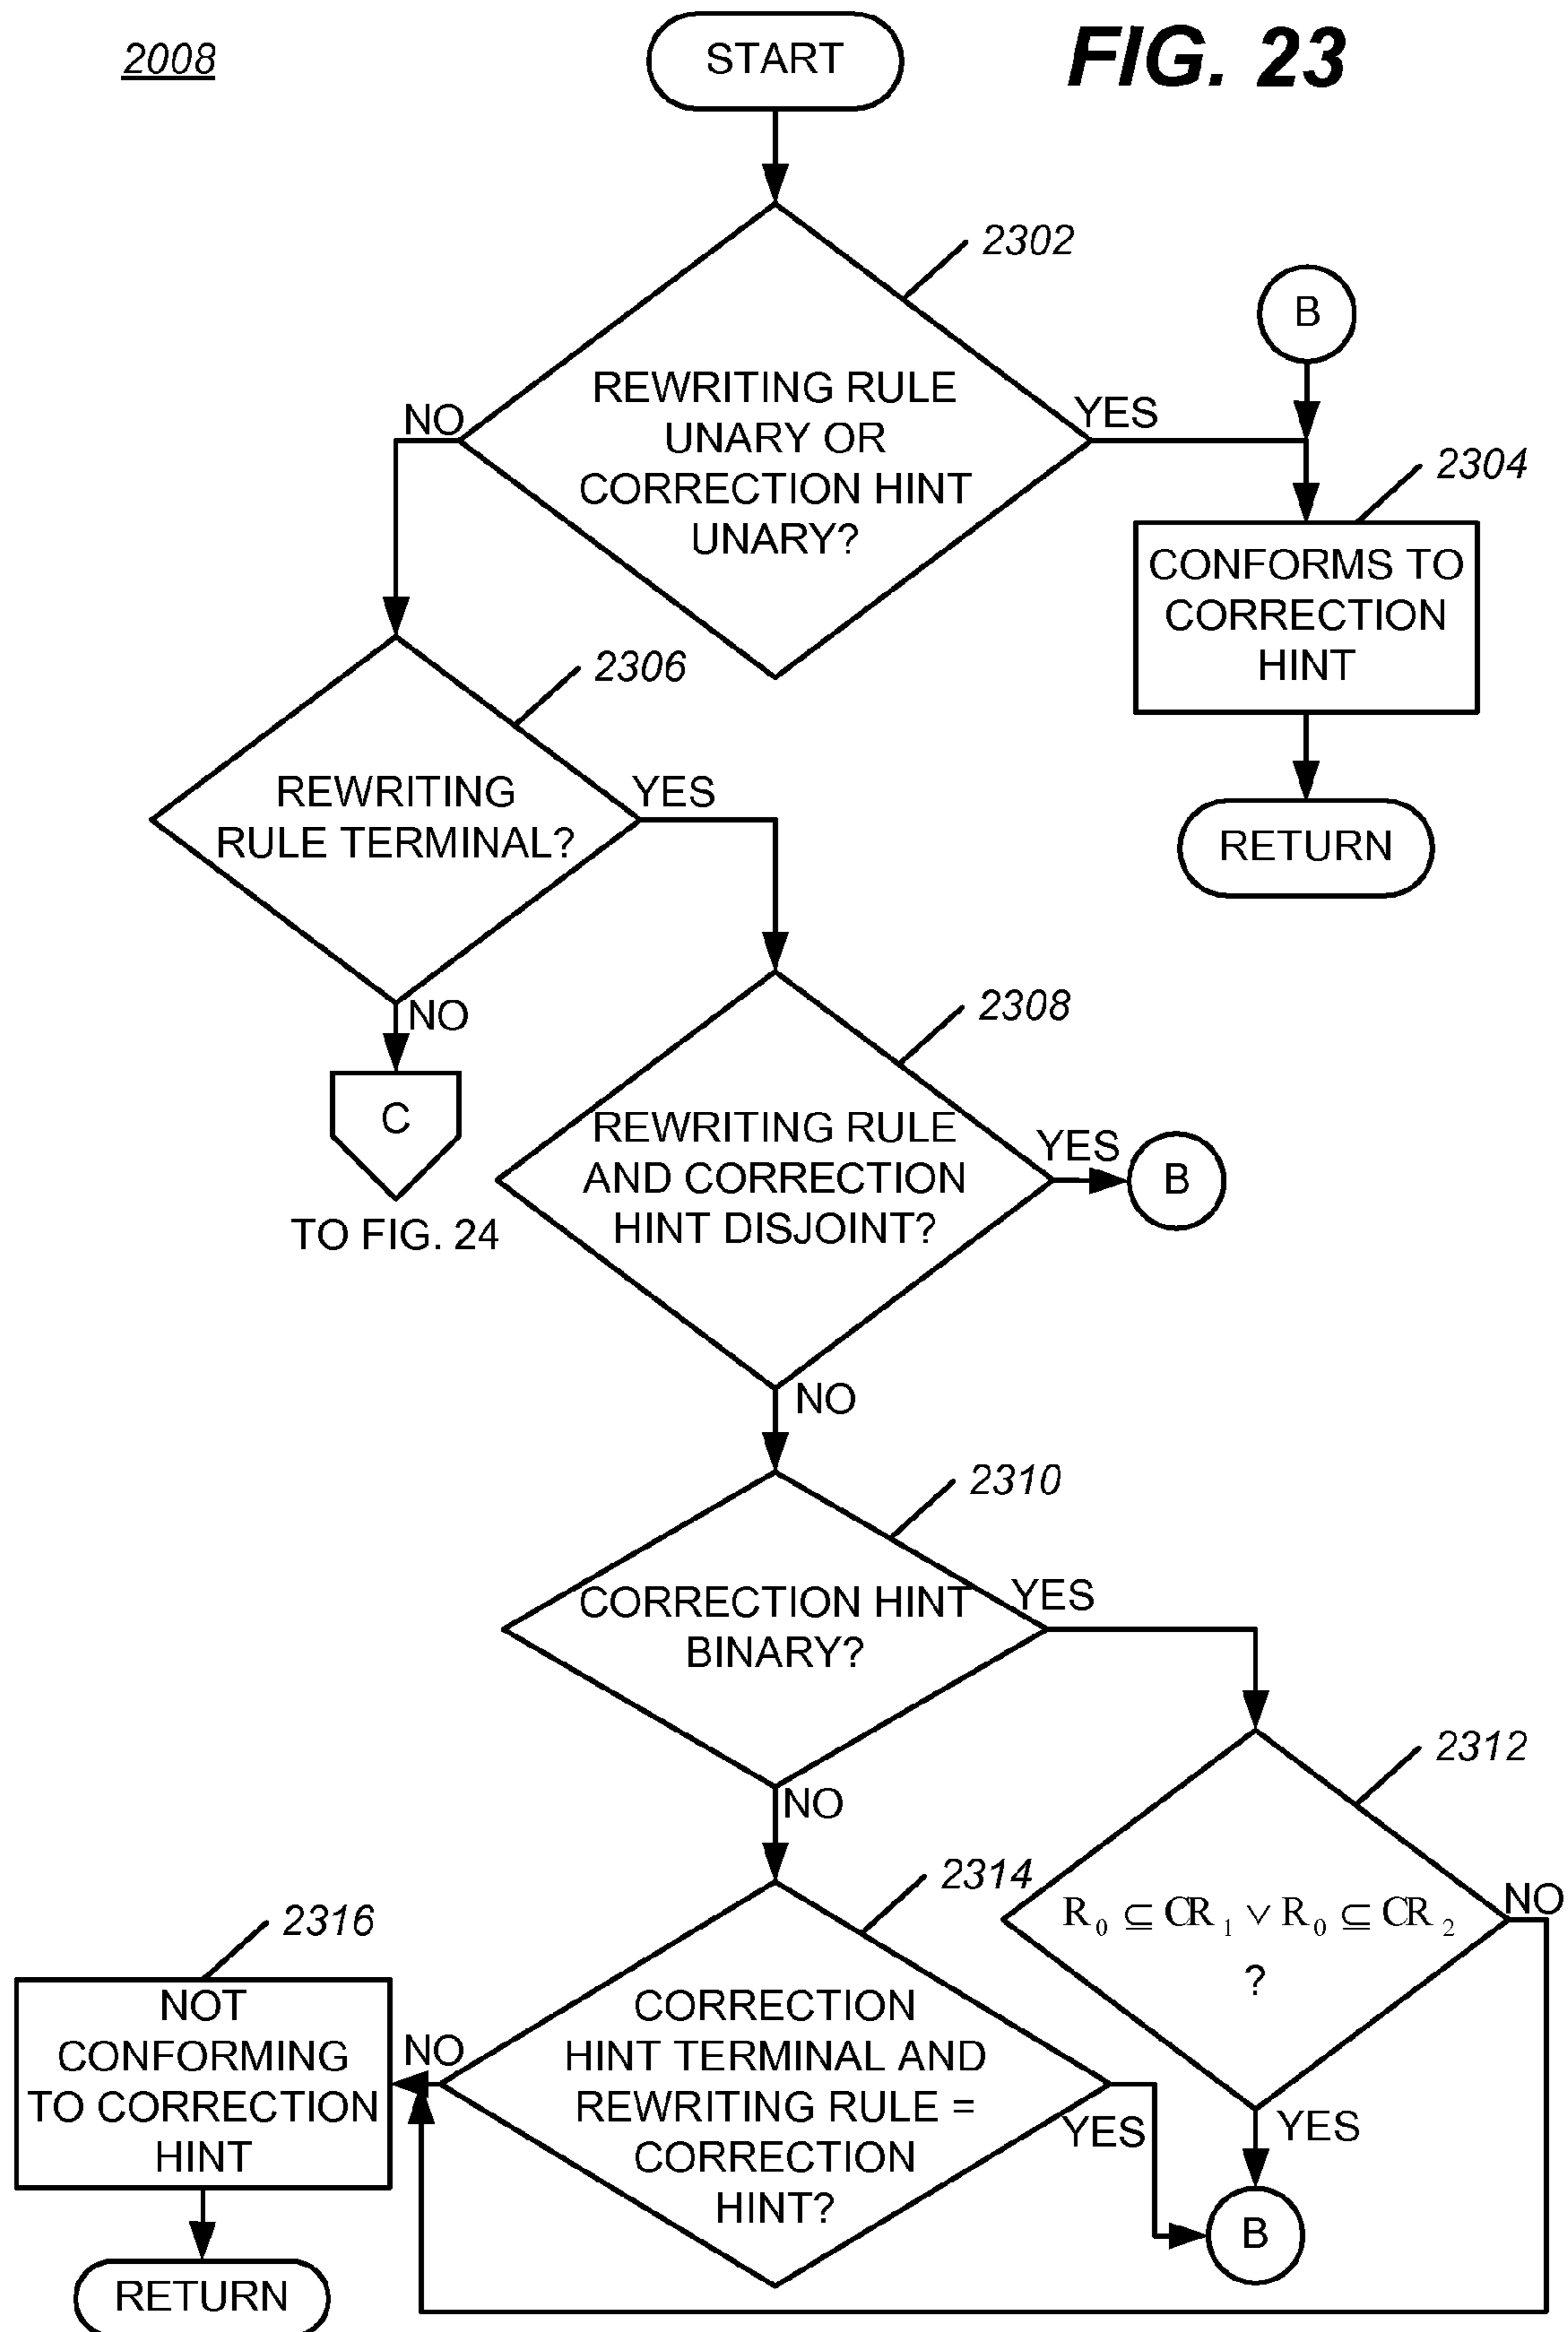 2008
START
FIG. 23
2302
B
REWRITING RULE
UNARY OR
CORRECTION HINT
UNARY?
NO
YES
2304
CONFORMS TO
CORRECTION
HINT
RETURN
2306
REWRITING
RULE TERMINAL?
YES
NO
C
TO FIG. 24
2308
REWRITING RULE
AND CORRECTION
HINT DISJOINT?
YES
B
NO
2310
CORRECTION HINT
BINARY?
YES
NO
2312
R₀ ⊆ CR₁ ∨ R₀ ⊆ CR₂
?
NO
YES
2314
CORRECTION
HINT TERMINAL AND
REWRITING RULE =
CORRECTION
HINT?
NO
YES
B
2316
NOT
CONFORMING
TO CORRECTION
HINT
RETURN